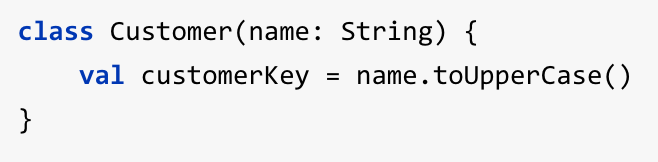 class Customer(name: String) {
    val customerKey = name.toUpperCase()
}